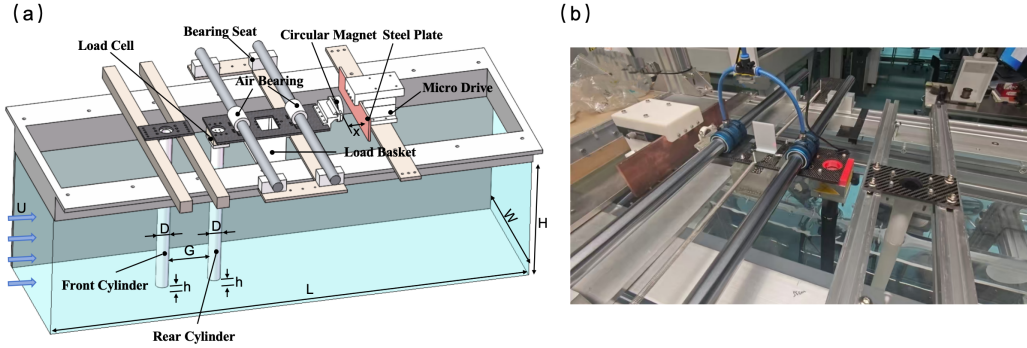 (a)
Bearing Seat
Load Cell
Circular Magnet
Steel Plate
Air Bearing
Micro Drive
x
Load Basket
U
D
D
G
W
H
Front Cylinder
h
h
L
Rear Cylinder
(b)